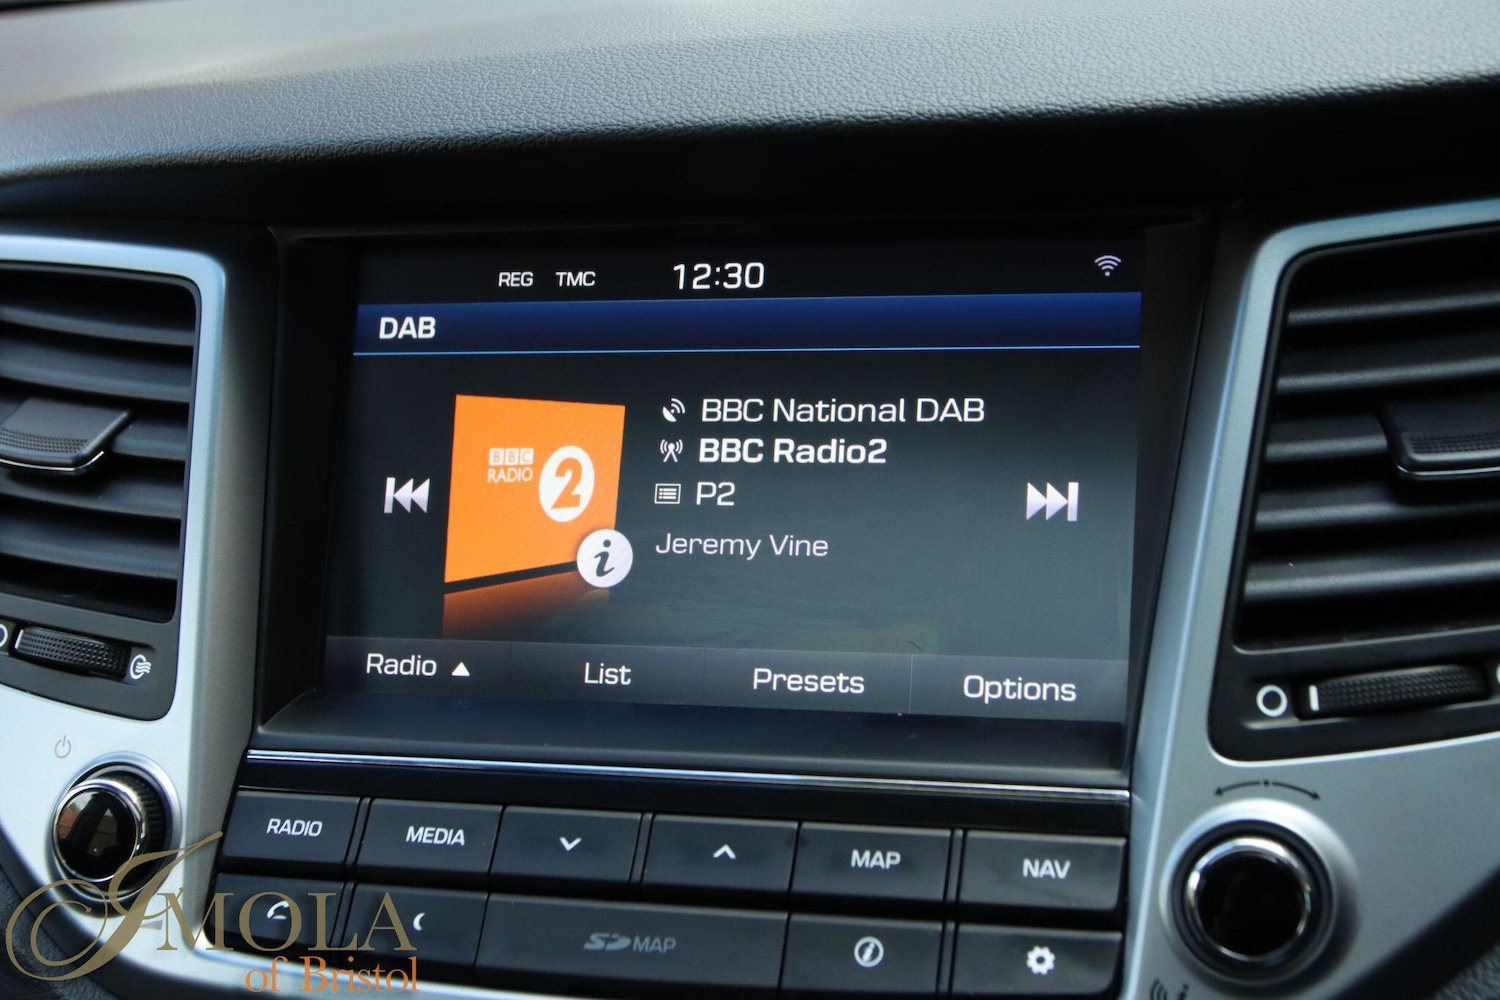 REG TMC 12:30
DAB
BBC National DAB
BBC Radio2
P2
Jeremy Vine
BBC
RADIO 2
i
Radio List Presets Options
RADIO MEDIA MAP NAV
SD MAP i
IMOLA
of Bristol